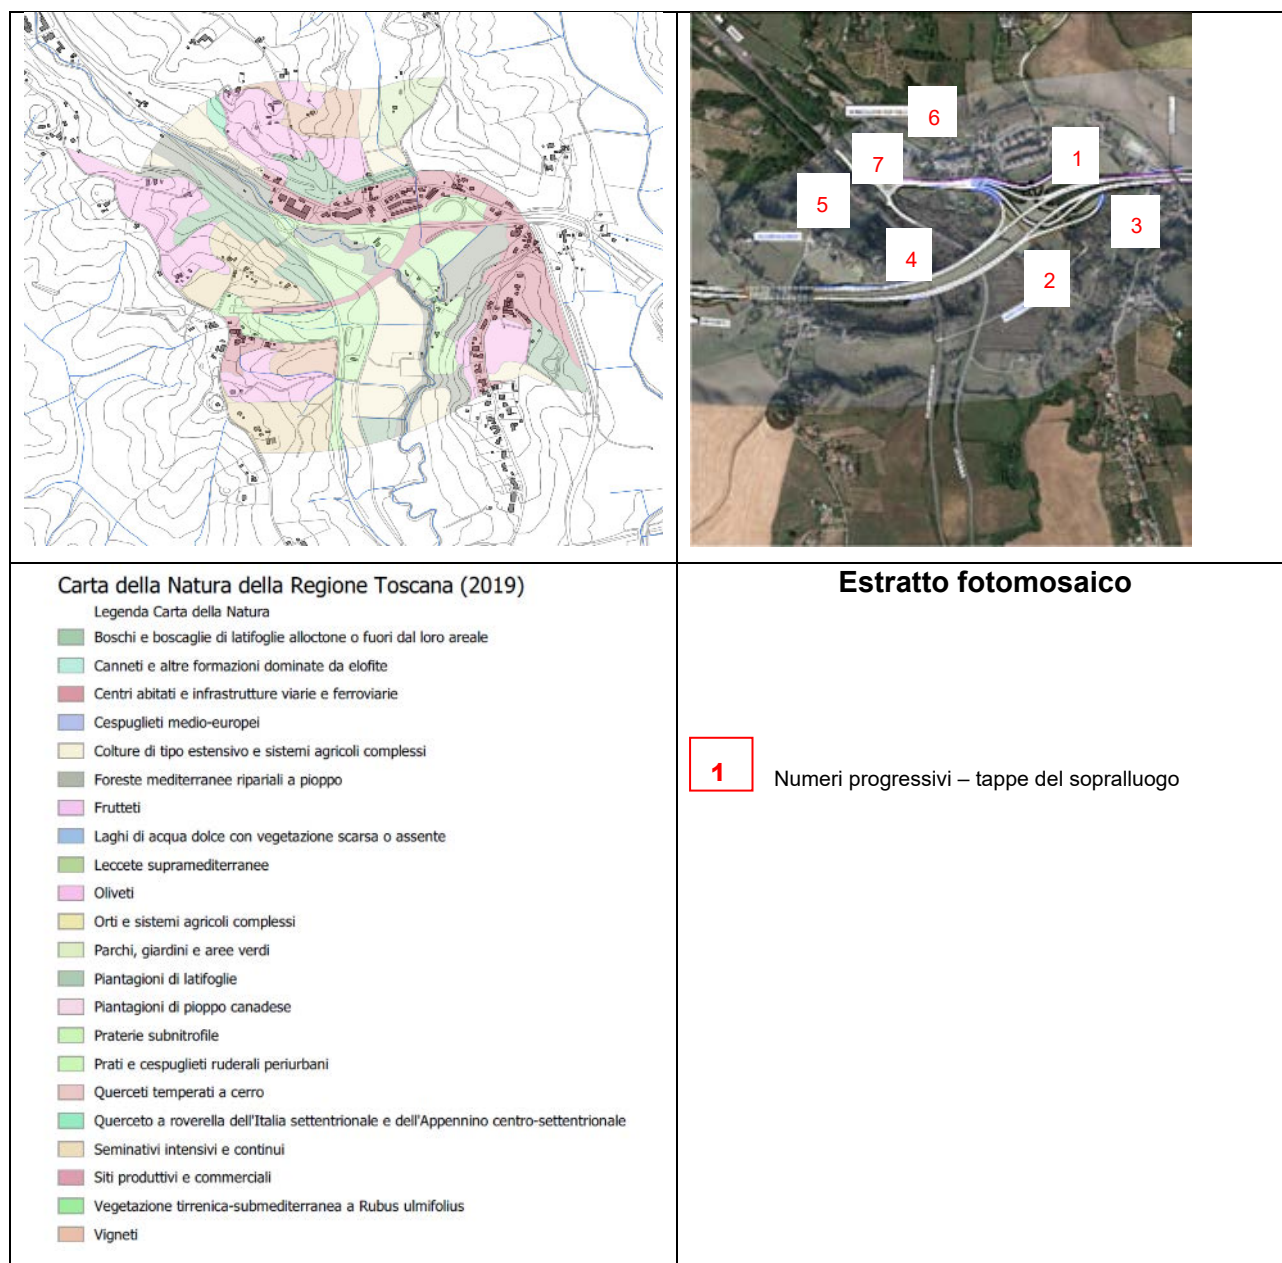 6
7
1
5
3
4
2
Carta della Natura della Regione Toscana (2019)
Legenda Carta della Natura
Boschi e boscaglie di latifoglie alloctone o fuori dal loro areale
Canneti e altre formazioni dominate da elofite
Centri abitati e infrastrutture viarie e ferroviarie
Cespuglieti medio-europei
Colture di tipo estensivo e sistemi agricoli complessi
Foreste mediterranee ripariali a pioppo
Frutteti
Laghi di acqua dolce con vegetazione scarsa o assente
Leccete supramediterranee
Oliveti
Orti e sistemi agricoli complessi
Parchi, giardini e aree verdi
Piantagioni di latifoglie
Piantagioni di pioppo canadese
Praterie subnitrofile
Prati e cespuglieti ruderali periurbani
Querceti temperati a cerro
Querceto a roverella dell'Italia settentrionale e dell'Appennino centro-settentrionale
Seminativi intensivi e continui
Siti produttivi e commerciali
Vegetazione tirrenica-submediterranea a Rubus ulmifolius
Vigneti
Estratto fotomosaico
1 Numeri progressivi – tappe del sopralluogo